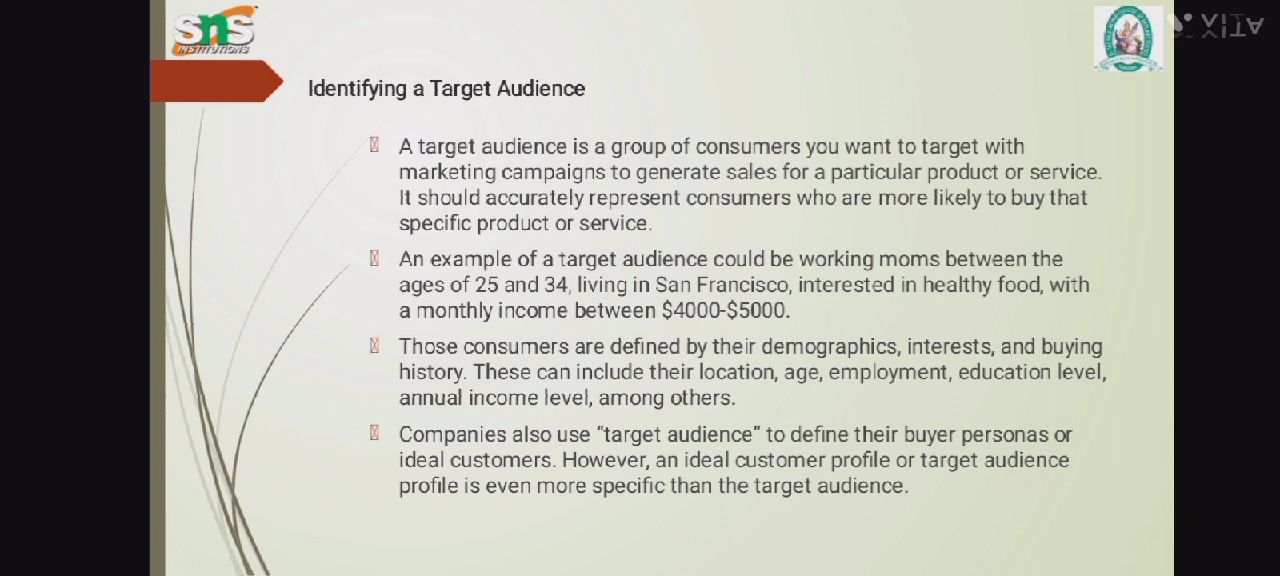 sns
INSTITUTIONS
Identifying a Target Audience
A target audience is a group of consumers you want to target with
marketing campaigns to generate sales for a particular product or service.
It should accurately represent consumers who are more likely to buy that
specific product or service.
An example of a target audience could be working moms between the
ages of 25 and 34, living in San Francisco, interested in healthy food, with
a monthly income between $4000-$5000.
Those consumers are defined by their demographics, interests, and buying
history. These can include their location, age, employment, education level,
annual income level, among others.
Companies also use “target audience” to define their buyer personas or
ideal customers. However, an ideal customer profile or target audience
profile is even more specific than the target audience.